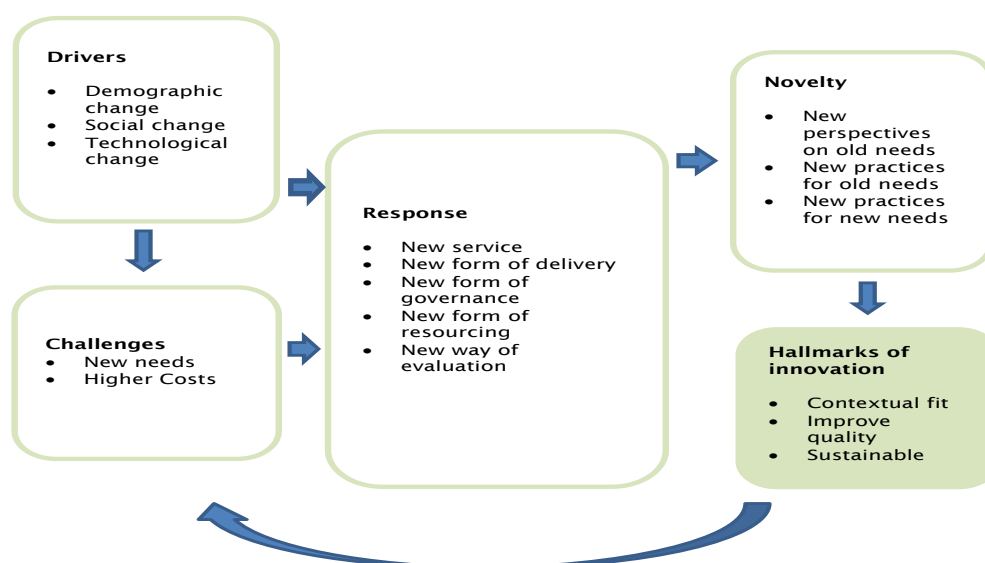 Drivers
• Demographic
change
• Social change
• Technological
change
Challenges
• New needs
• Higher Costs
Response
• New service
• New form of delivery
• New form of
governance
• New form of
resourcing
• New way of
evaluation
Novelty
• New
perspectives
on old needs
• New practices
for old needs
• New practices
for new needs
Hallmarks of
innovation
• Contextual fit
• Improve
quality
• Sustainable